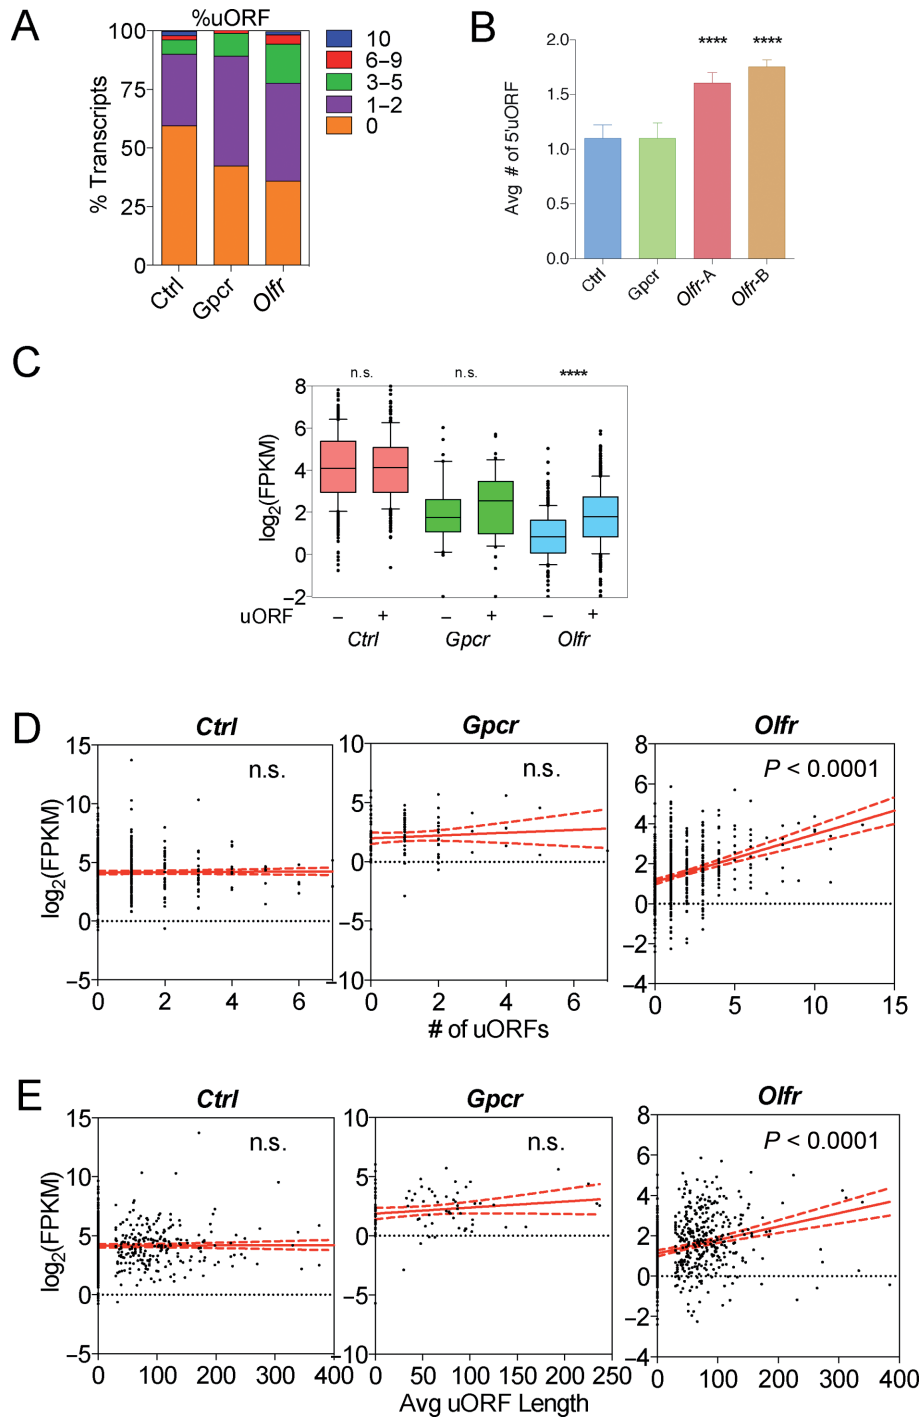 A
%uORF
% Transcripts
100
75
50
25
0
Ctrl
Gpcr
Olfr
10
6–9
3–5
1–2
0
B
Avg # of 5'uORF
2.0
1.5
1.0
0.5
0.0
**** ****
Ctrl
Gpcr
Olfr-A
Olfr-B
C
n.s. n.s. ****
log2(FPKM)
8
6
4
2
0
−2
uORF − + − + − +
Ctrl Gpcr Olfr
D
Ctrl
n.s.
log2(FPKM)
15
10
5
0
−5
0 2 4 6
Gpcr
n.s.
10
5
0
−5
−10
0 2 4 6
# of uORFs
Olfr
P < 0.0001
8
6
4
2
0
−2
−4
0 5 10 15
E
Ctrl
n.s.
log2(FPKM)
15
10
5
0
−5
0 100 200 300 400
Gpcr
n.s.
10
5
0
−5
−10
0 50 100 150 200 250
Avg uORF Length
Olfr
P < 0.0001
8
6
4
2
0
−2
−4
0 100 200 300 400